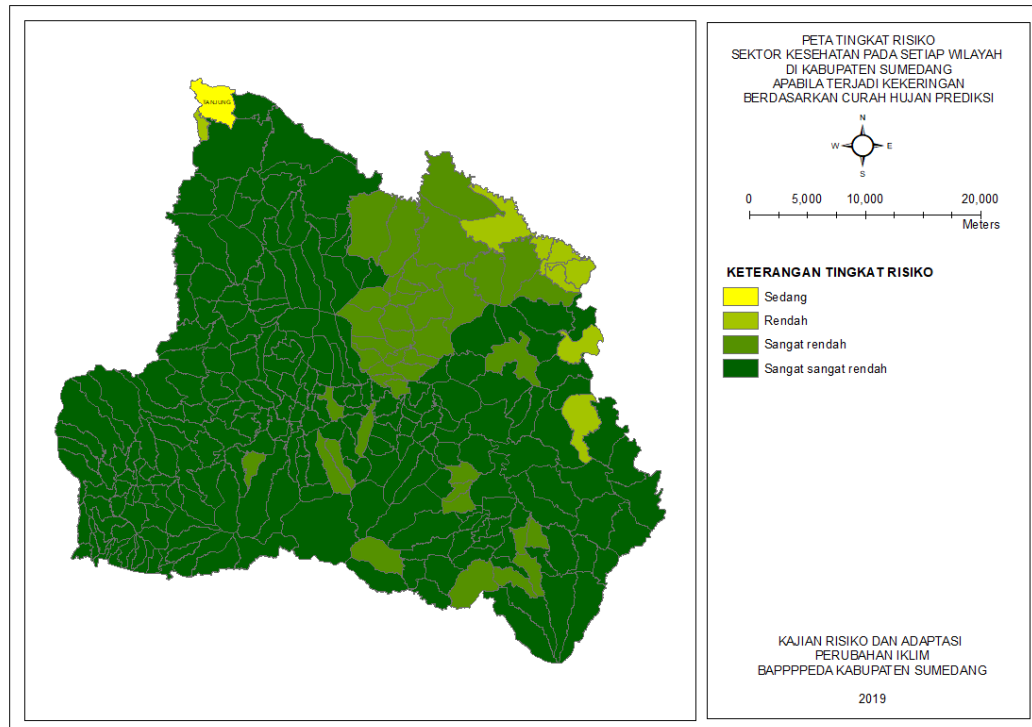 TANJUNG
PETA TINGKAT RISIKO
SEKTOR KESEHATAN PADA SETIAP WILAYAH
DI KABUPATEN SUMEDANG
APABILA TERJADI KEKERINGAN
BERDASARKAN CURAH HUJAN PREDIKSI
N
W E
S
0 5,000 10,000 20,000
Meters
KETERANGAN TINGKAT RISIKO
Sedang
Rendah
Sangat rendah
Sangat sangat rendah
KAJIAN RISIKO DAN ADAPTASI
PERUBAHAN IKLIM
BAPPPPEDA KABUPATEN SUMEDANG
2019